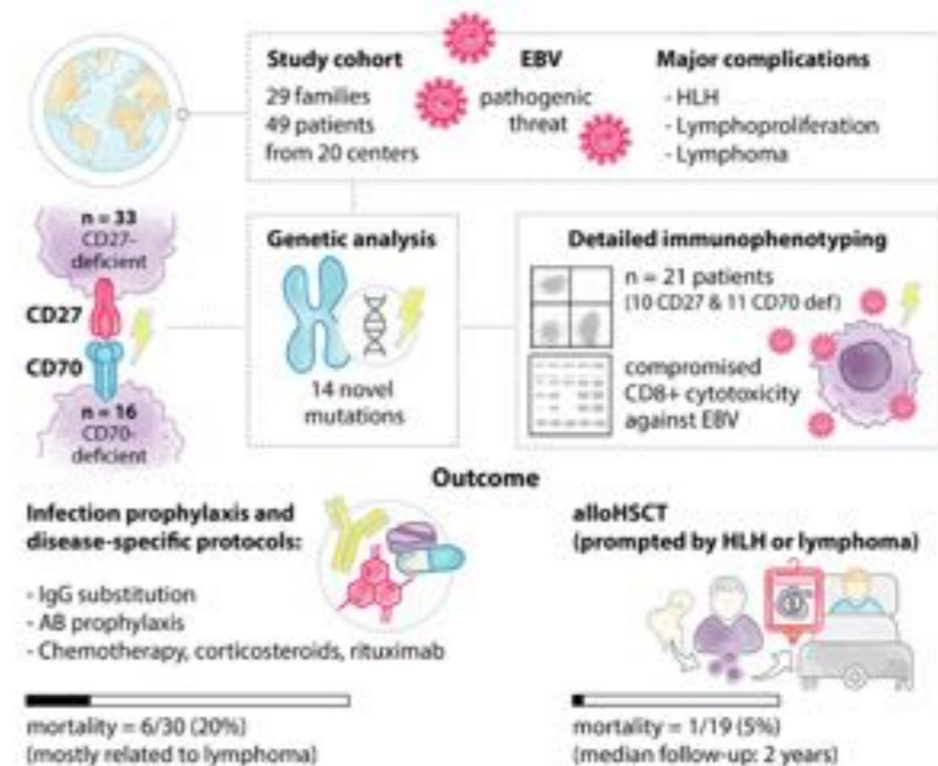 Study cohort
29 families
49 patients
from 20 centers
EBV
pathogenic
threat
Major complications
- HLH
- Lymphoproliferation
- Lymphoma
n = 33
CD27-
deficient
CD27
CD70
n = 16
CD70-
deficient
Genetic analysis
14 novel
mutations
Detailed immunophenotyping
n = 21 patients
(10 CD27 & 11 CD70 def)
compromised
CD8+ cytotoxicity
against EBV
Outcome
Infection prophylaxis and
disease-specific protocols:
- IgG substitution
- AB prophylaxis
- Chemotherapy, corticosteroids, rituximab
mortality = 6/30 (20%)
(mostly related to lymphoma)
alloHSCT
(prompted by HLH or lymphoma)
mortality = 1/19 (5%)
(median follow-up: 2 years)